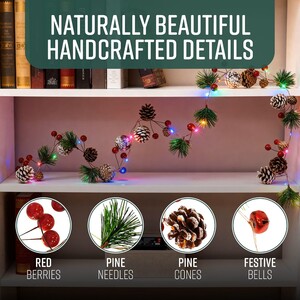 NATURALLY BEAUTIFUL
HANDCRAFTED DETAILS
RED
BERRIES
PINE
NEEDLES
PINE
CONES
FESTIVE
BELLS